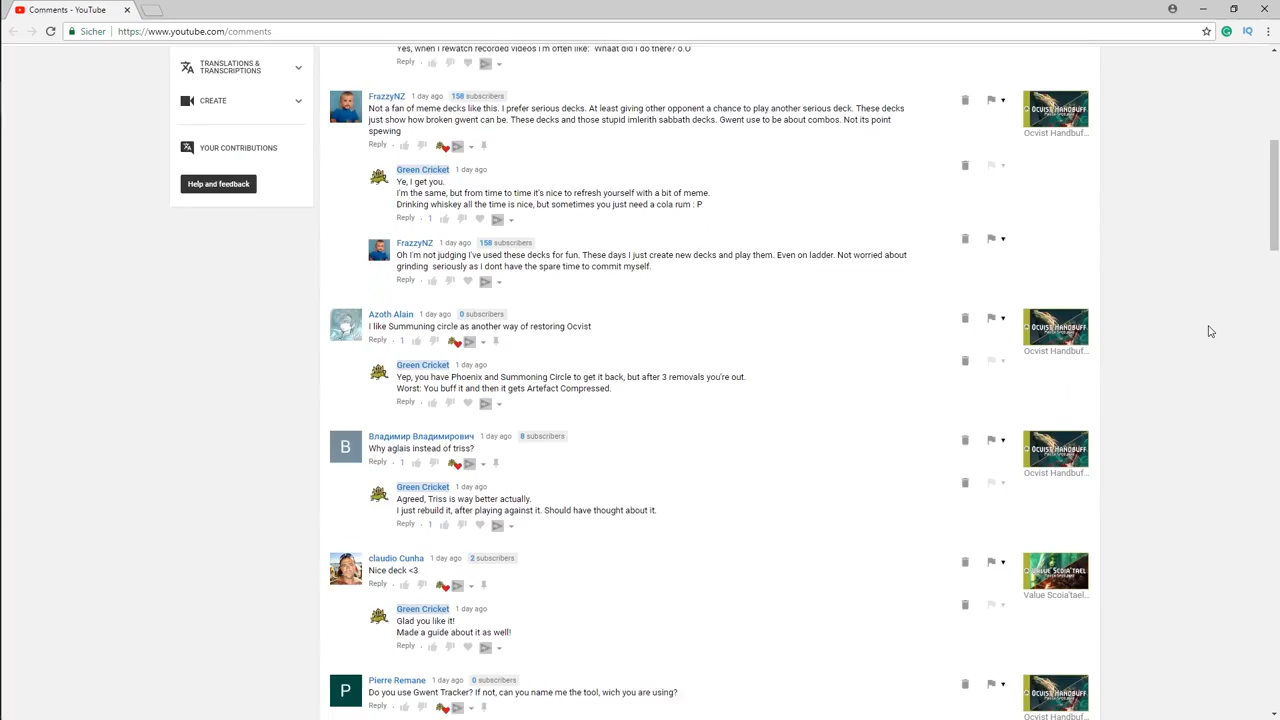 Comments - YouTube
Sicher https://www.youtube.com/comments
IQ
TRANSLATIONS &
TRANSCRIPTIONS
CREATE
YOUR CONTRIBUTIONS
Help and feedback
Yes, when I rewatch recorded videos I'm often like: "Whaat did I do there? o.O
Reply
FrazzyNZ 1 day ago 158 subscribers
Not a fan of meme decks like this. I prefer serious decks. At least giving other opponent a chance to play another serious deck. These decks
just show how broken gwent can be. These decks and those stupid imlerith sabbath decks. Gwent use to be about combos. Not its point
spewing
Reply
OCVIST HANDBUFF
Ocvist Handbuf...
Green Cricket 1 day ago
Ye, I get you.
I'm the same, but from time to time it's nice to refresh yourself with a bit of meme.
Drinking whiskey all the time is nice, but sometimes you just need a cola rum : P
Reply 1
FrazzyNZ 1 day ago 158 subscribers
Oh I'm not judging I've used these decks for fun. These days I just create new decks and play them. Even on ladder. Not worried about
grinding seriously as I dont have the spare time to commit myself.
Reply
Azoth Alain 1 day ago 0 subscribers
I like Summuning circle as another way of restoring Ocvist
Reply 1
OCVIST HANDBUFF
Ocvist Handbuf...
Green Cricket 1 day ago
Yep, you have Phoenix and Summoning Circle to get it back, but after 3 removals you're out.
Worst: You buff it and then it gets Artefact Compressed.
Reply
В
Владимир Владимирович 1 day ago 8 subscribers
Why aglais instead of triss?
Reply 1
OCVIST HANDBUFF
Ocvist Handbuf...
Green Cricket 1 day ago
Agreed, Triss is way better actually.
I just rebuild it, after playing against it. Should have thought about it.
Reply 1
claudio Cunha 1 day ago 2 subscribers
Nice deck <3
Reply
VALUE SCOIA'TAEL
Value Scoia'tael...
Green Cricket 1 day ago
Glad you like it!
Made a guide about it as well!
Reply
P
Pierre Remane 1 day ago 0 subscribers
Do you use Gwent Tracker? If not, can you name me the tool, wich you are using?
Reply
OCVIST HANDBUFF
Ocvist Handbuf...